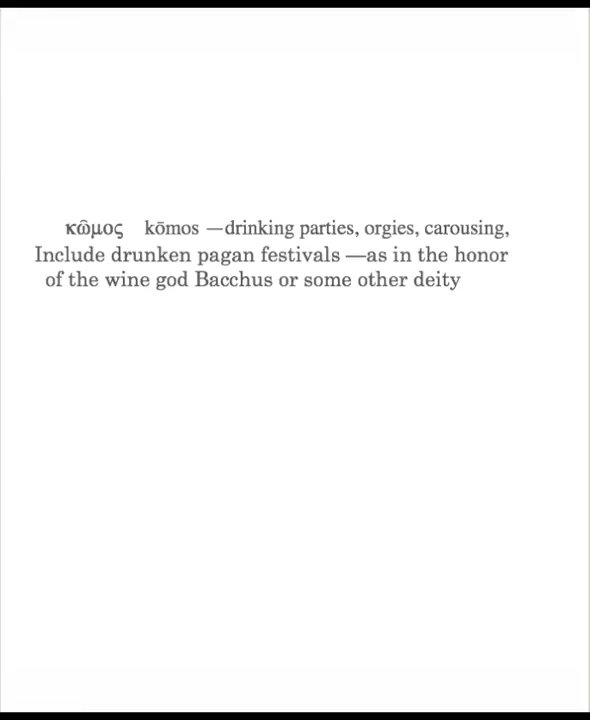 κῶμος kōmos —drinking parties, orgies, carousing,
Include drunken pagan festivals —as in the honor
of the wine god Bacchus or some other deity